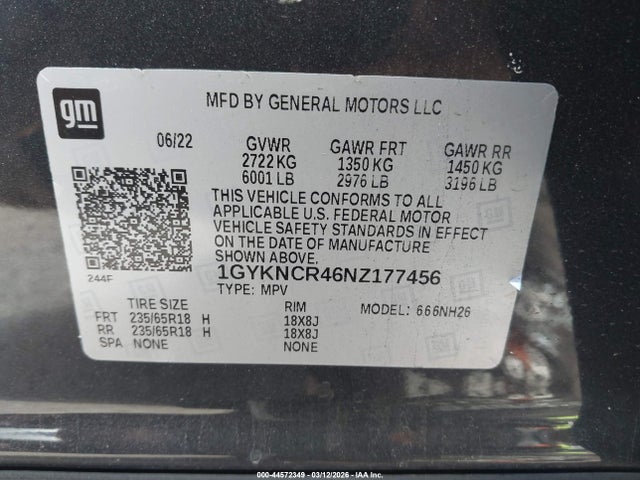 gm
MFD BY GENERAL MOTORS LLC
06/22 GVWR GAWR FRT GAWR RR
2722 KG 1350 KG 1450 KG
6001 LB 2976 LB 3196 LB
THIS VEHICLE CONFORMS TO ALL
APPLICABLE U.S. FEDERAL MOTOR
VEHICLE SAFETY STANDARDS IN EFFECT
ON THE DATE OF MANUFACTURE
SHOWN ABOVE.
244F
1GYKNCR46NZ177456
TYPE: MPV
TIRE SIZE RIM MODEL: 666NH26
FRT 235/65R18 H 18X8J
RR 235/65R18 H 18X8J
SPA NONE NONE
000-44572349 - 03/12/2026 - IAA Inc.